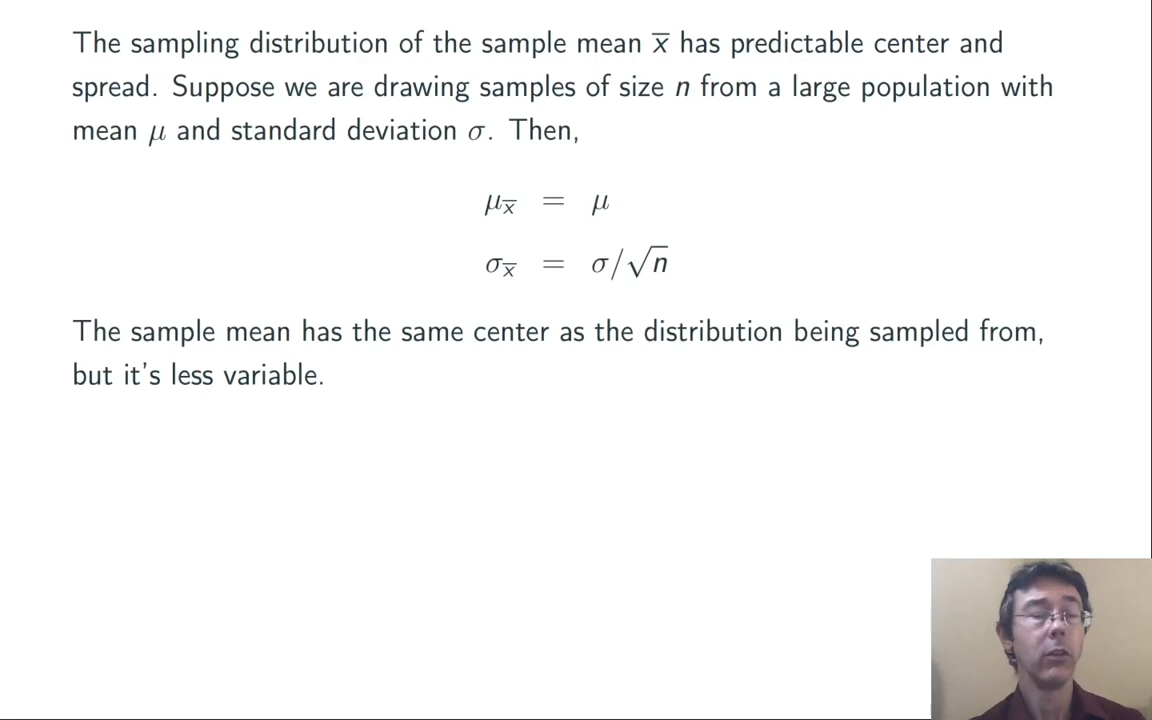 The sampling distribution of the sample mean x̅ has predictable center and
spread. Suppose we are drawing samples of size n from a large population with
mean μ and standard deviation σ. Then,
μx̅ = μ
σx̅ = σ/√n
The sample mean has the same center as the distribution being sampled from,
but it's less variable.